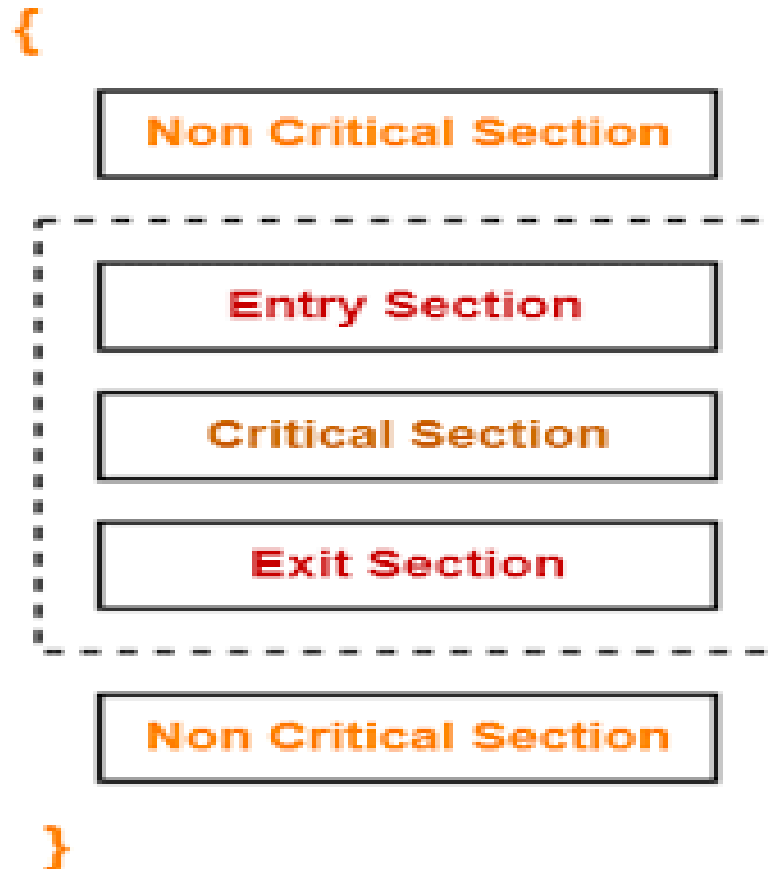 {
Non Critical Section
Entry Section
Critical Section
Exit Section
Non Critical Section
}